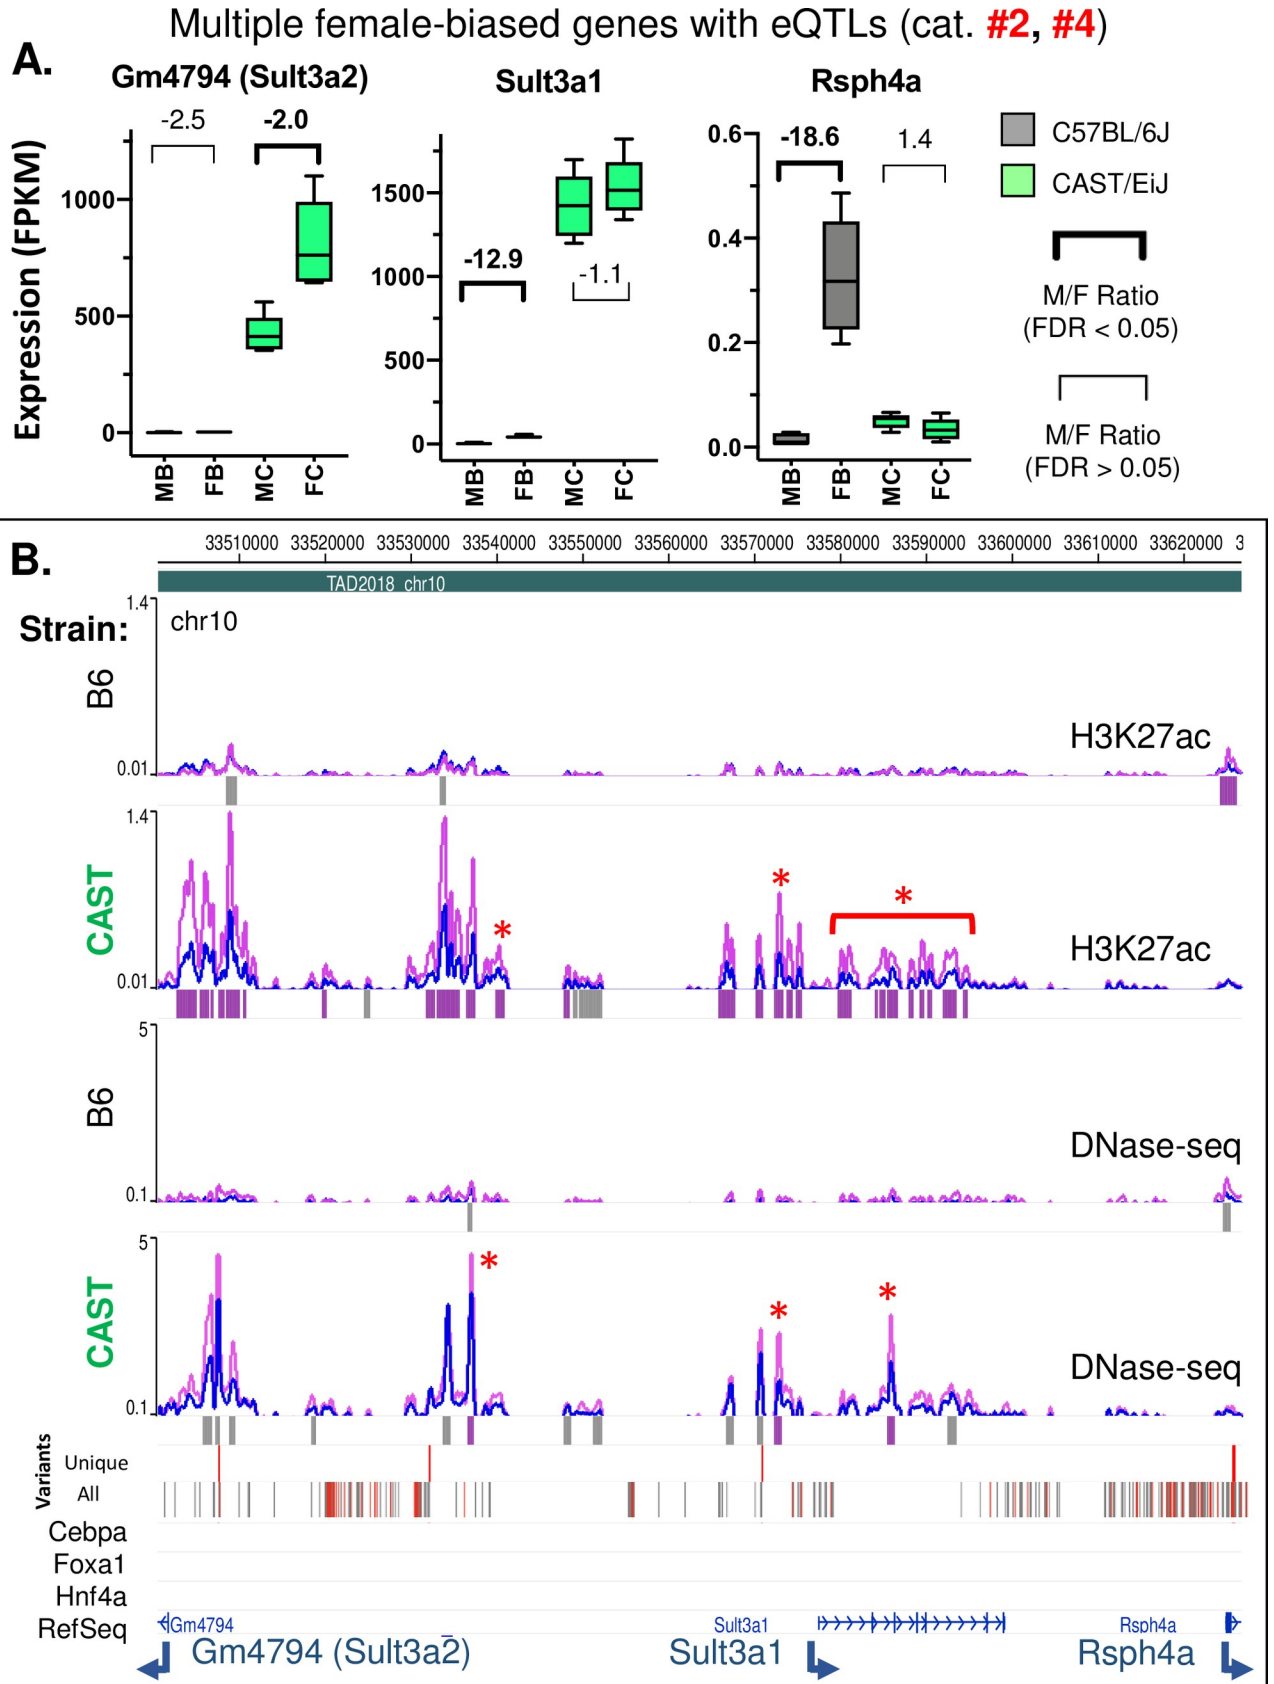 Multiple female-biased genes with eQTLs (cat. #2, #4)
A.
Gm4794 (Sult3a2)
Sult3a1
Rsph4a
Expression (FPKM)
-2.5
-2.0
1000
500
0
MB
FB
MC
FC
-12.9
-1.1
1500
1000
500
0
MB
FB
MC
FC
-18.6
1.4
0.6
0.4
0.2
0.0
MB
FB
MC
FC
C57BL/6J
CAST/EiJ
M/F Ratio
(FDR < 0.05)
M/F Ratio
(FDR > 0.05)
B.
33510000 33520000 33530000 33540000 33550000 33560000 33570000 33580000 33590000 33600000 33610000 33620000 3
TAD2018 chr10
Strain:
chr10
1.4
B6
H3K27ac
0.01
1.4
CAST
*
*
*
H3K27ac
0.01
5
B6
DNase-seq
0.1
5
CAST
*
*
*
DNase-seq
0.1
Variants
Unique
All
Cebpa
Foxa1
Hnf4a
RefSeq
Gm4794
Sult3a1
Rsph4a
Gm4794 (Sult3a2)
Sult3a1
Rsph4a